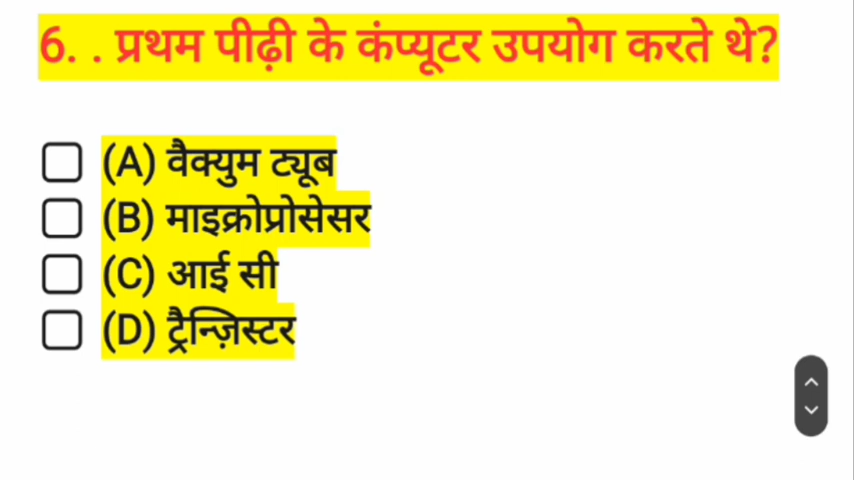 6. . प्रथम पीढ़ी के कंप्यूटर उपयोग करते थे?
(A) वैक्युम ट्यूब
(B) माइक्रोप्रोसेसर
(C) आई सी
(D) ट्रैन्ज़िस्टर